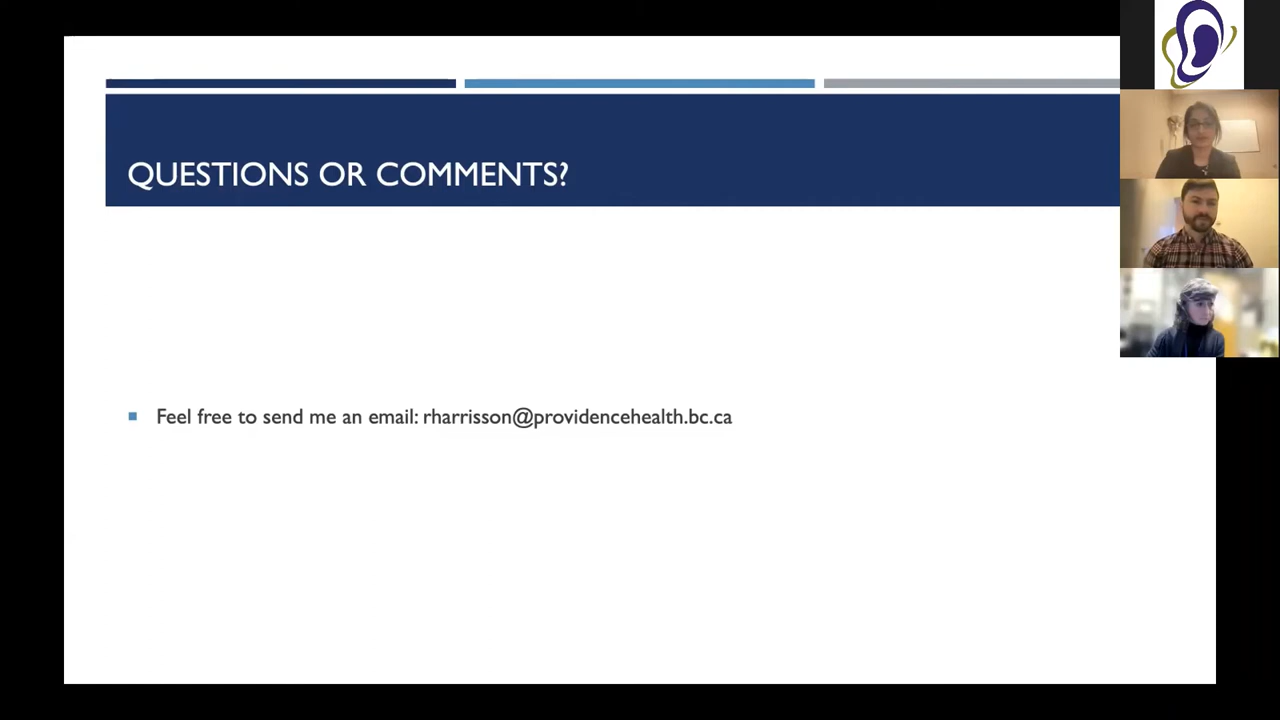 QUESTIONS OR COMMENTS?
Feel free to send me an email: rharrisson@providencehealth.bc.ca